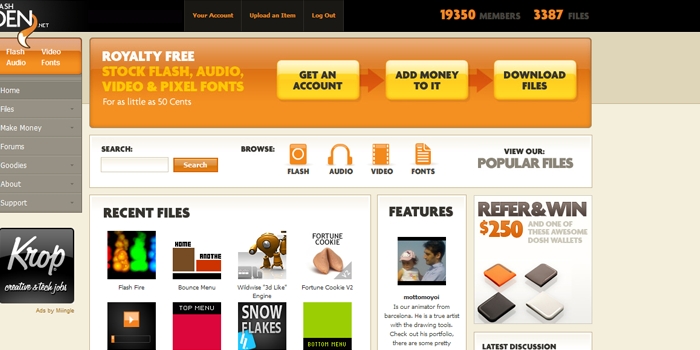 ASH
DEN.NET
Your Account
Upload an Item
Log Out
19350 MEMBERS
3387 FILES
Flash
Video
Audio
Fonts
Home
Files
Make Money
Forums
Goodies
About
Support
ROYALTY FREE
STOCK FLASH, AUDIO,
VIDEO & PIXEL FONTS
For as little as 50 Cents
GET AN
ACCOUNT
ADD MONEY
TO IT
DOWNLOAD
FILES
SEARCH:
Search
BROWSE:
FLASH
AUDIO
VIDEO
FONTS
VIEW OUR:
POPULAR FILES
Krop
creative & tech jobs
Ads by Miingle
RECENT FILES
HOME
ANOTHE
FORTUNE
COOKIE
Flash Fire
Bounce Menu
Wildwise "3d Like"
Engine
Fortune Cookie V2
TOP MENU
SNOW
FLAKES
BOTTOM MENU
FEATURES
mottomoyoi
Is our animator from
barcelona. He is a true artist
with the drawing tools.
Check out his portfolio,
there are some pretty
REFER & WIN
$250 AND ONE OF
THESE AWESOME
DOSH WALLETS
LATEST DISCUSSION